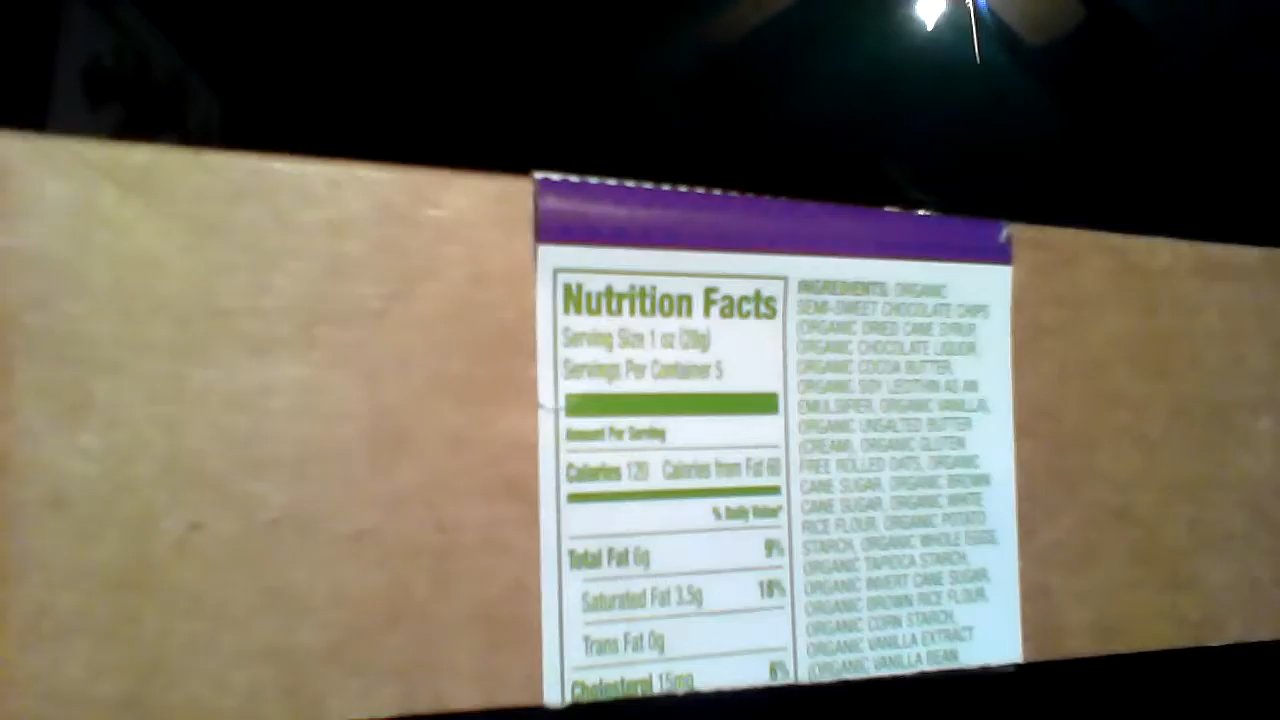 Nutrition Facts
Serving Size 1 oz (28g)
Servings Per Container 5
Amount Per Serving
Calories 120 Calories from Fat 60
% Daily Value*
Total Fat 6g 9%
Saturated Fat 3.5g 18%
Trans Fat 0g
Cholesterol 15mg 6%
INGREDIENTS: ORGANIC
SEMI-SWEET CHOCOLATE CHIPS
(ORGANIC DRIED CANE SYRUP,
ORGANIC CHOCOLATE LIQUOR,
ORGANIC COCOA BUTTER,
ORGANIC SOY LECITHIN AS AN
EMULSIFIER, ORGANIC VANILLA),
ORGANIC UNSALTED BUTTER
(CREAM), ORGANIC GLUTEN
FREE ROLLED OATS, ORGANIC
CANE SUGAR, ORGANIC BROWN
CANE SUGAR, ORGANIC WHITE
RICE FLOUR, ORGANIC POTATO
STARCH, ORGANIC WHOLE EGGS,
ORGANIC TAPIOCA STARCH,
ORGANIC INVERT CANE SUGAR,
ORGANIC BROWN RICE FLOUR,
ORGANIC CORN STARCH,
ORGANIC VANILLA EXTRACT
(ORGANIC VANILLA BEAN